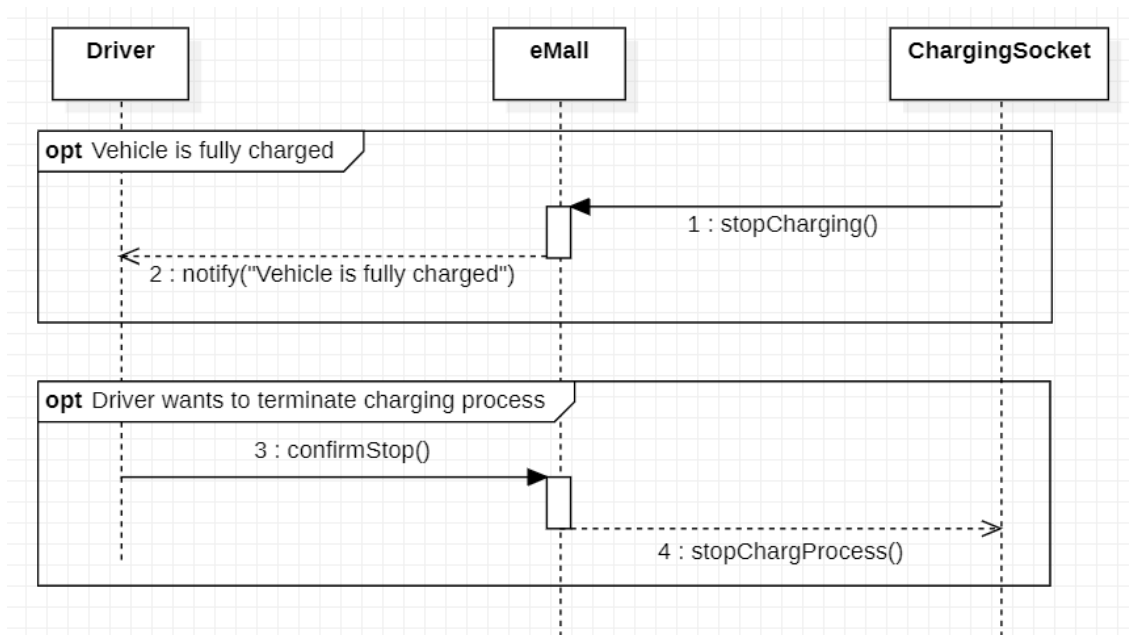 Driver
eMall
ChargingSocket
opt Vehicle is fully charged
1 : stopCharging()
2 : notify("Vehicle is fully charged")
opt Driver wants to terminate charging process
3 : confirmStop()
4 : stopChargProcess()